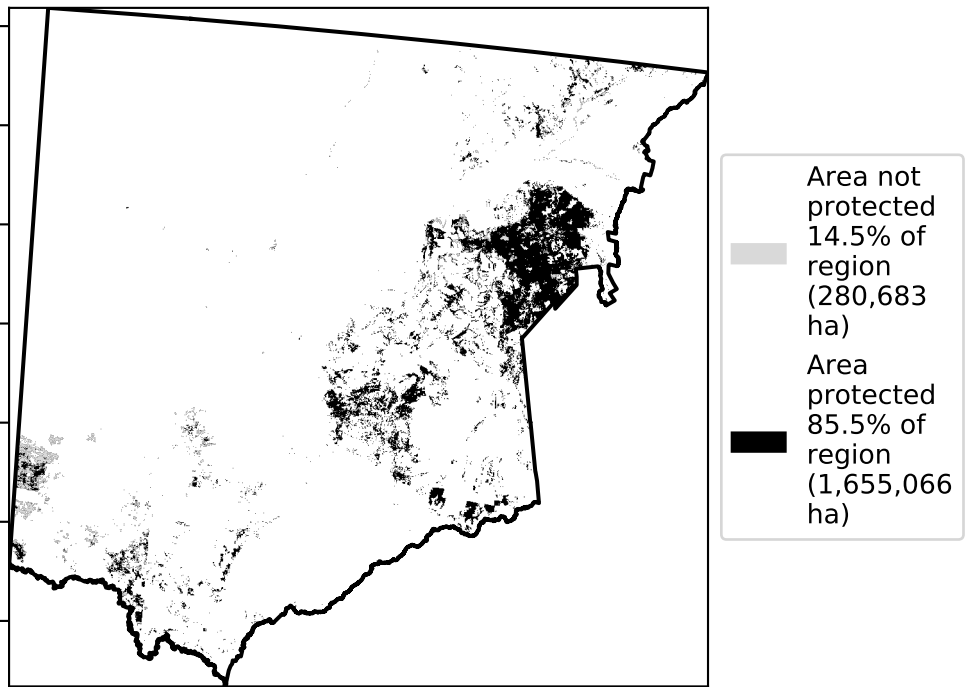 Area not
protected
14.5% of
region
(280,683
ha)
Area
protected
85.5% of
region
(1,655,066
ha)